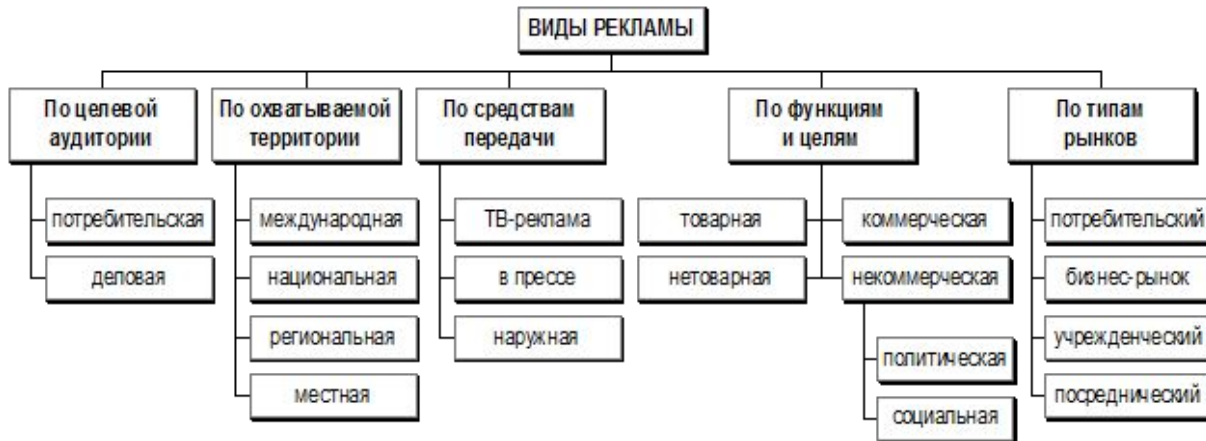 ВИДЫ РЕКЛАМЫ
По целевой
аудитории
потребительская
деловая
По охватываемой
территории
международная
национальная
региональная
местная
По средствам
передачи
ТВ-реклама
в прессе
наружная
По функциям
и целям
товарная
нетоварная
коммерческая
некоммерческая
политическая
социальная
По типам
рынков
потребительский
бизнес-рынок
учрежденческий
посреднический